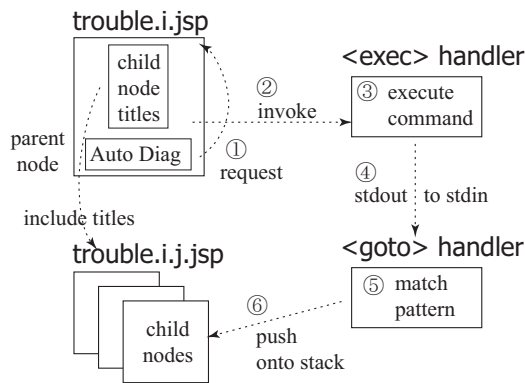 trouble.i.jsp
child
node
titles
Auto Diag
parent
node
① request
② invoke
<exec> handler
③ execute
command
④ stdout to stdin
include titles
trouble.i.j.jsp
child
nodes
<goto> handler
⑤ match
pattern
⑥ push
onto stack